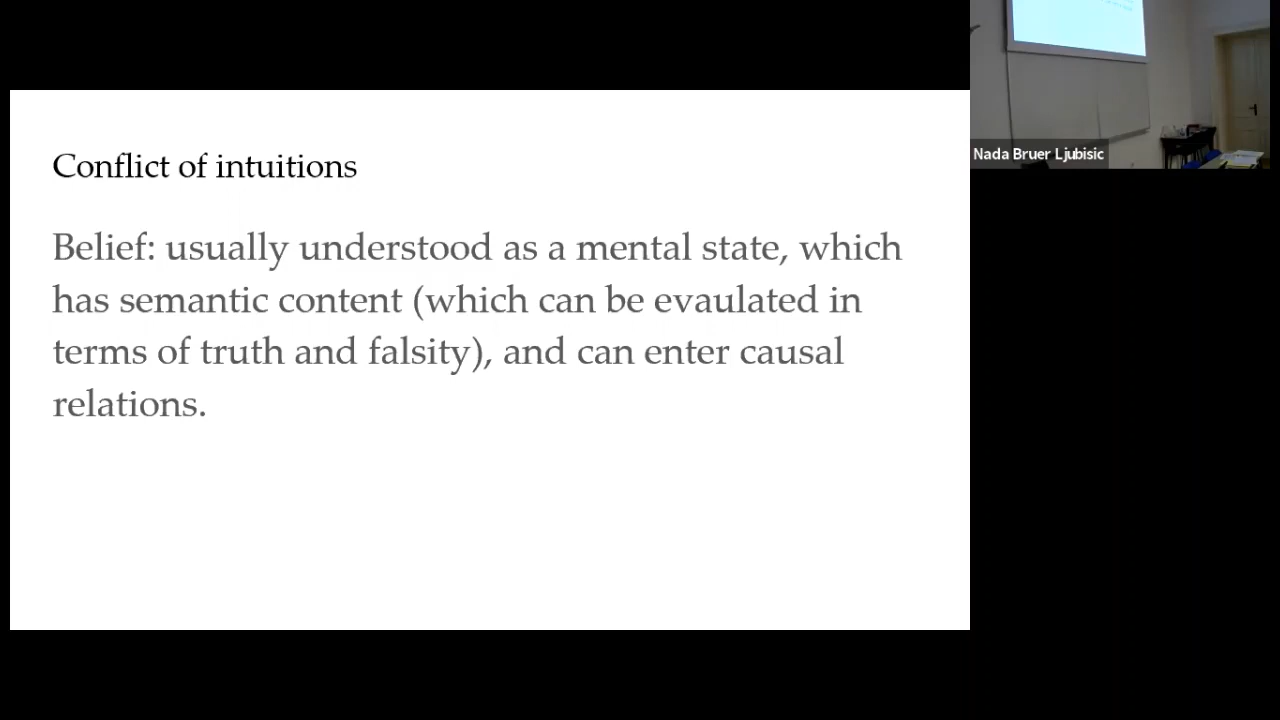 Conflict of intuitions
Belief: usually understood as a mental state, which
has semantic content (which can be evaulated in
terms of truth and falsity), and can enter causal
relations.
Nada Bruer Ljubisic